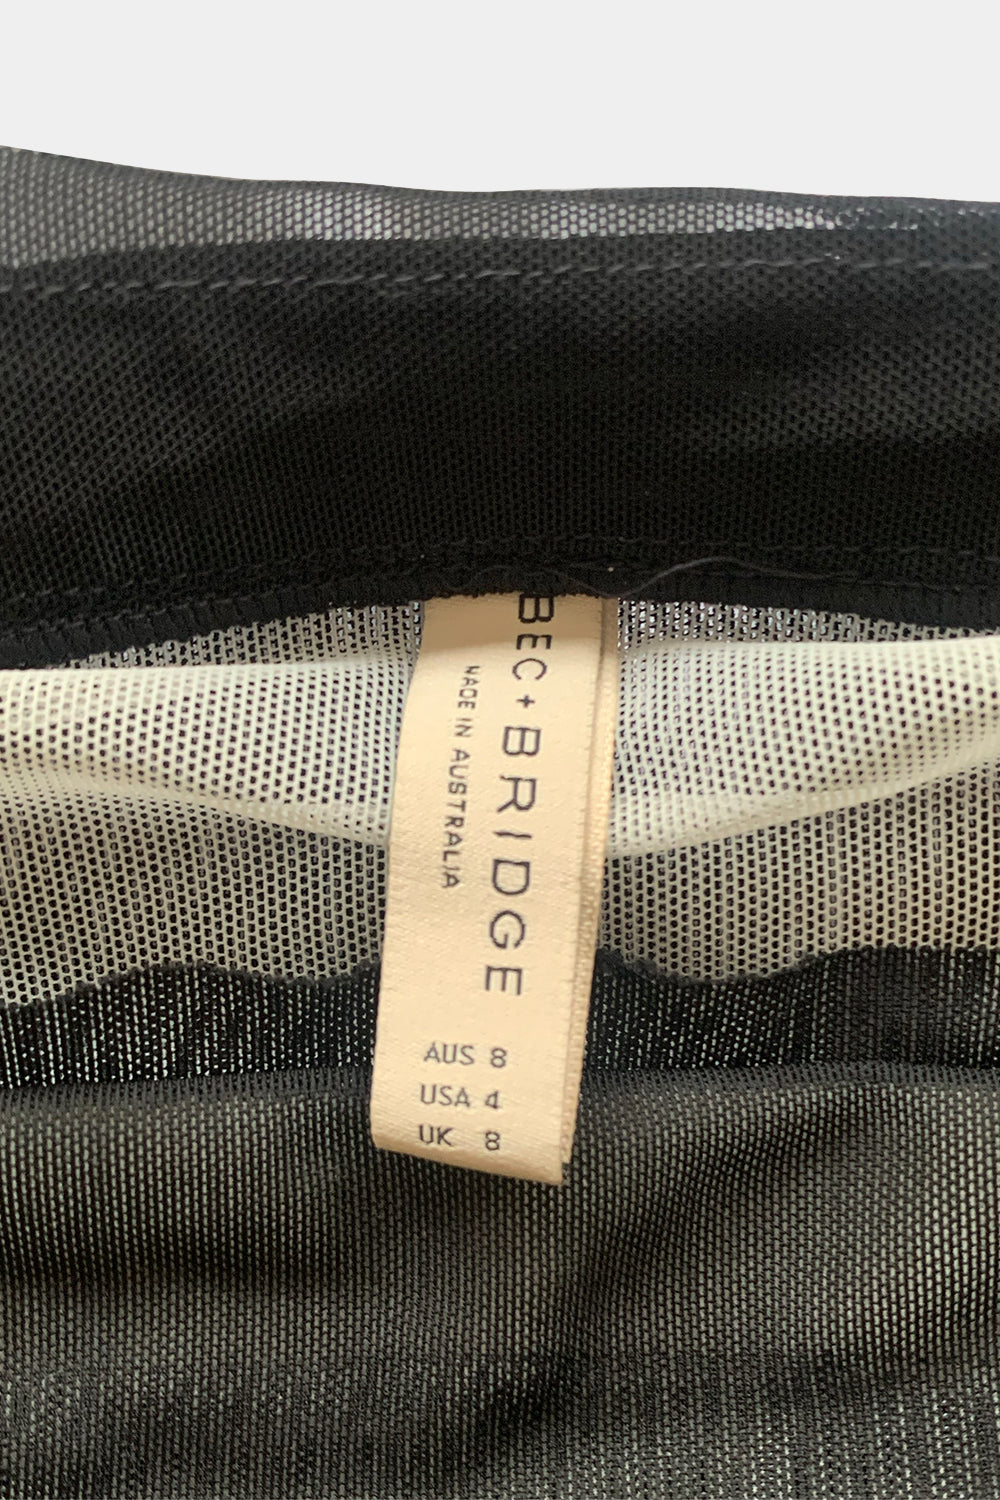 BEC + BRIDGE
MADE IN AUSTRALIA
AUS 8
USA 4
UK 8